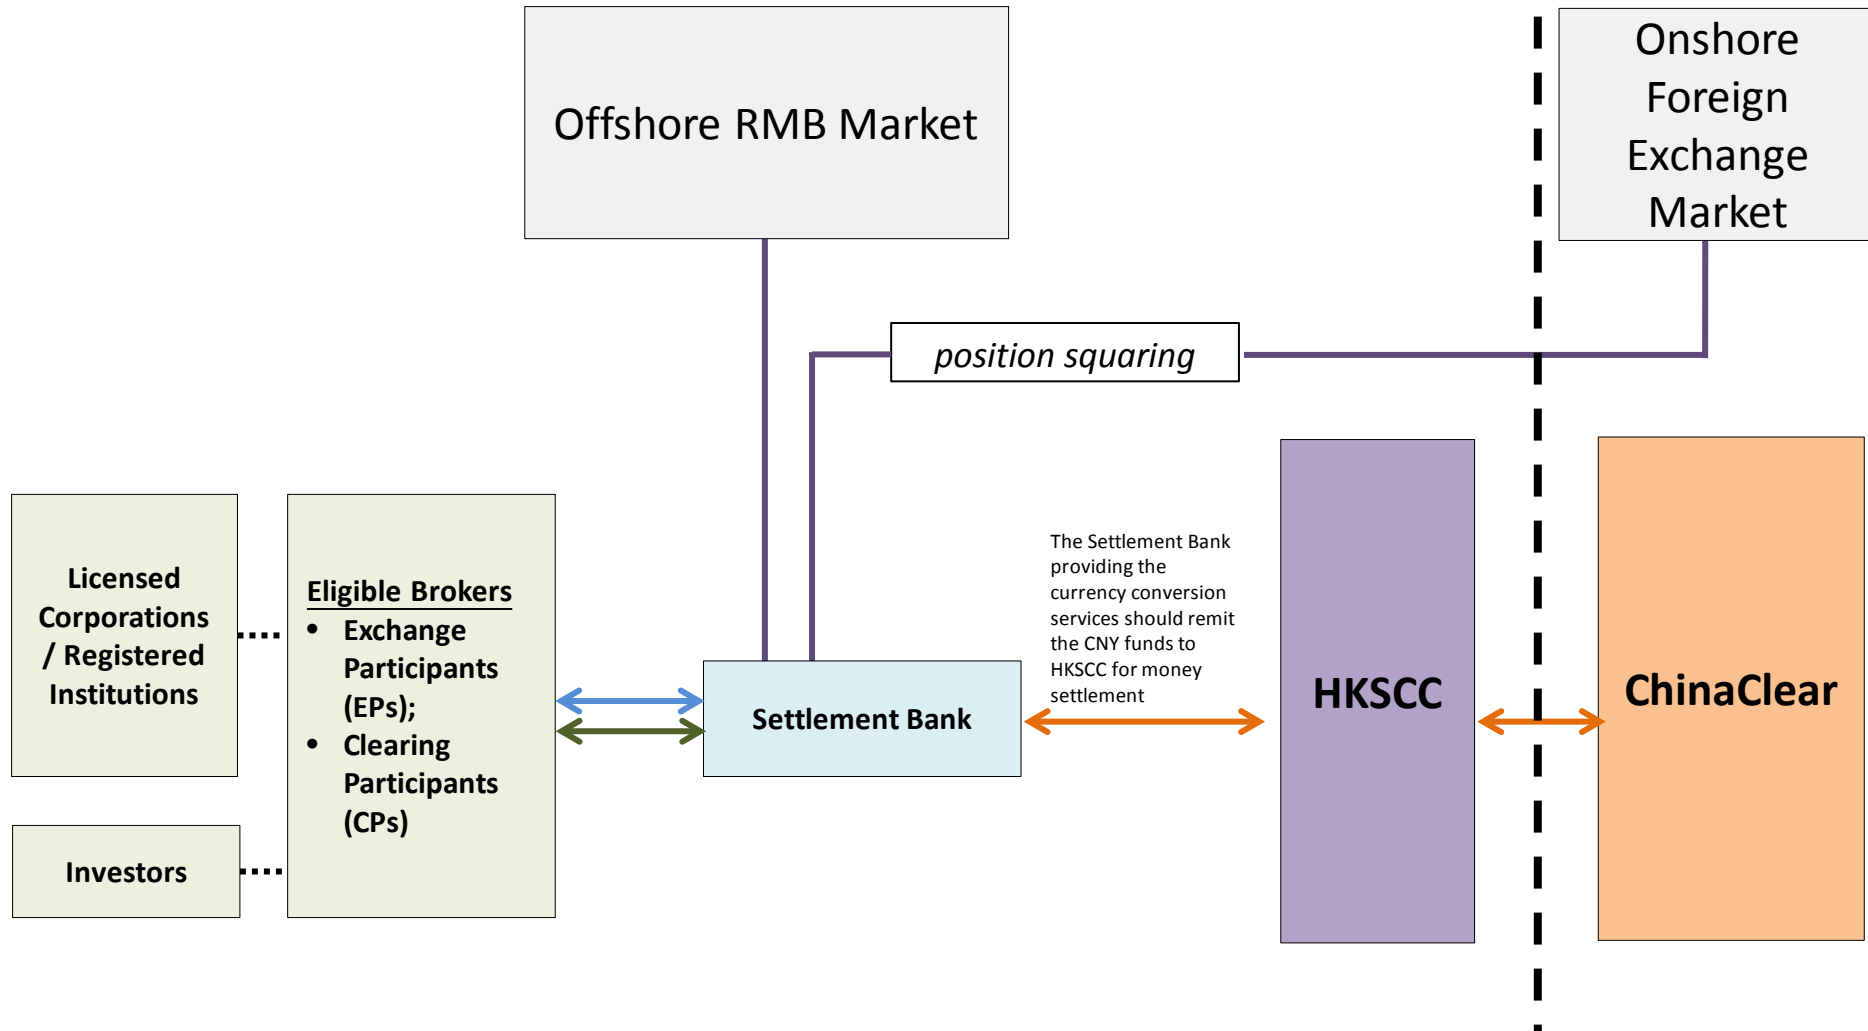 Offshore RMB Market
Onshore
Foreign
Exchange
Market
position squaring
Licensed
Corporations
/ Registered
Institutions
Eligible Brokers
• Exchange
Participants
(EPs);
• Clearing
Participants
(CPs)
Investors
Settlement Bank
The Settlement Bank
providing the
currency conversion
services should remit
the CNY funds to
HKSCC for money
settlement
HKSCC
ChinaClear